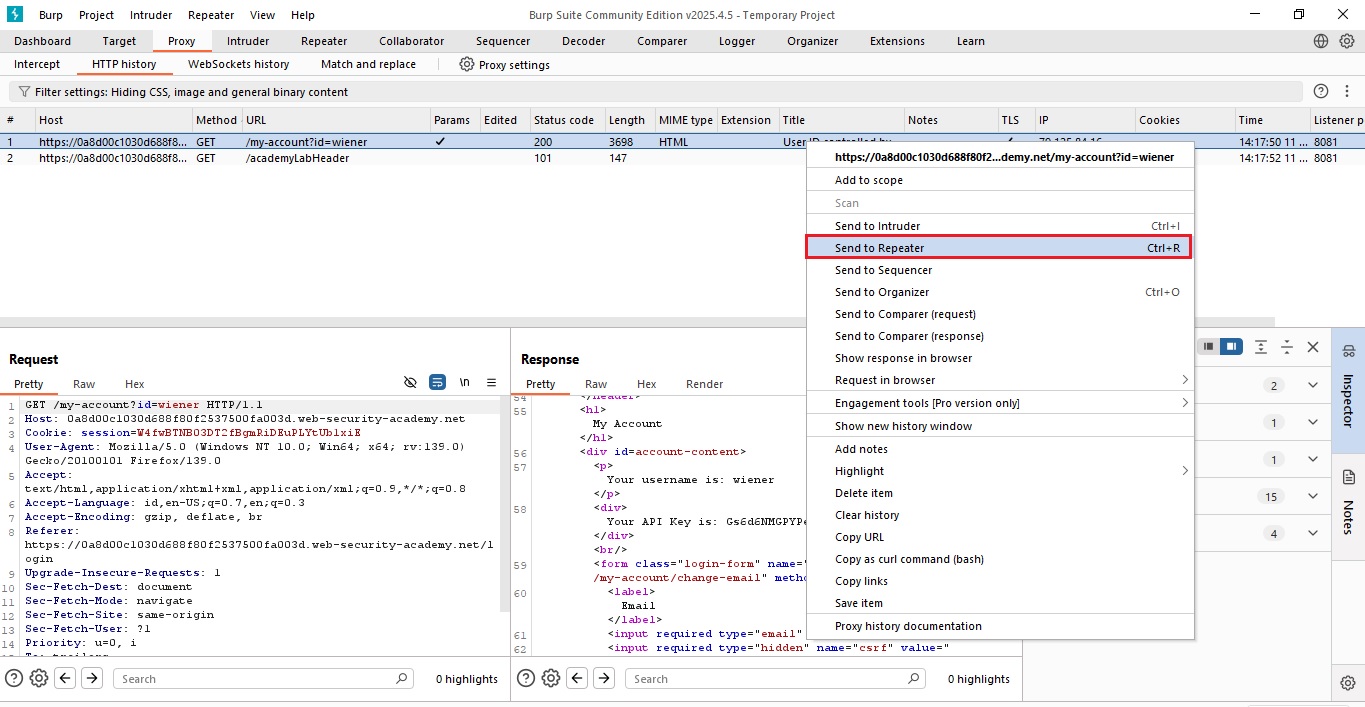 Burp Project Intruder Repeater View Help Burp Suite Community Edition v2025.4.5 - Temporary Project
Dashboard Target Proxy Intruder Repeater Collaborator Sequencer Decoder Comparer Logger Organizer Extensions Learn
Intercept HTTP history WebSockets history Match and replace Proxy settings
Filter settings: Hiding CSS, image and general binary content
# Host Method URL Params Edited Status code Length MIME type Extension Title Notes TLS IP Cookies Time Listener p
1 https://0a8d00c1030d688f8... GET /my-account?id=wiener ✓ 200 3698 HTML User ID controlled by 14:17:50 11 ... 8081
2 https://0a8d00c1030d688f8... GET /academyLabHeader 101 147 14:17:52 11 ... 8081
https://0a8d00c1030d688f80f2...demy.net/my-account?id=wiener
Add to scope
Scan
Send to Intruder Ctrl+I
Send to Repeater Ctrl+R
Send to Sequencer
Send to Organizer Ctrl+O
Send to Comparer (request)
Send to Comparer (response)
Show response in browser
Request in browser
Engagement tools [Pro version only]
Show new history window
Add notes
Highlight
Delete item
Clear history
Copy URL
Copy as curl command (bash)
Copy links
Save item
Proxy history documentation
Request
Pretty Raw Hex
\n
1 GET /my-account?id=wiener HTTP/1.1
2 Host: 0a8d00c1030d688f80f2537500fa003d.web-security-academy.net
3 Cookie: session=W4fwBTNB03DT2fBgmRiDEuPLYtUb1xiE
4 User-Agent: Mozilla/5.0 (Windows NT 10.0; Win64; x64; rv:139.0)
Gecko/20100101 Firefox/139.0
5 Accept:
text/html,application/xhtml+xml,application/xml;q=0.9,*/*;q=0.8
6 Accept-Language: id,en-US;q=0.7,en;q=0.3
7 Accept-Encoding: gzip, deflate, br
8 Referer:
https://0a8d00c1030d688f80f2537500fa003d.web-security-academy.net/l
ogin
9 Upgrade-Insecure-Requests: 1
10 Sec-Fetch-Dest: document
11 Sec-Fetch-Mode: navigate
12 Sec-Fetch-Site: same-origin
13 Sec-Fetch-User: ?1
14 Priority: u=0, i
Search 0 highlights
Response
Pretty Raw Hex Render
54 </header>
55 <h1>
My Account
</h1>
56 <div id=account-content>
57 <p>
Your username is: wiener
</p>
58 <div>
Your API Key is: Gs6d6NMGPYP
</div>
<br/>
59 <form class="login-form" name="
/my-account/change-email"
60 <label>
Email
</label>
61 <input required type="email"
62 <input required type="hidden" name="csrf" value="
Search 0 highlights
2
1
1
15
4
Inspector
Notes